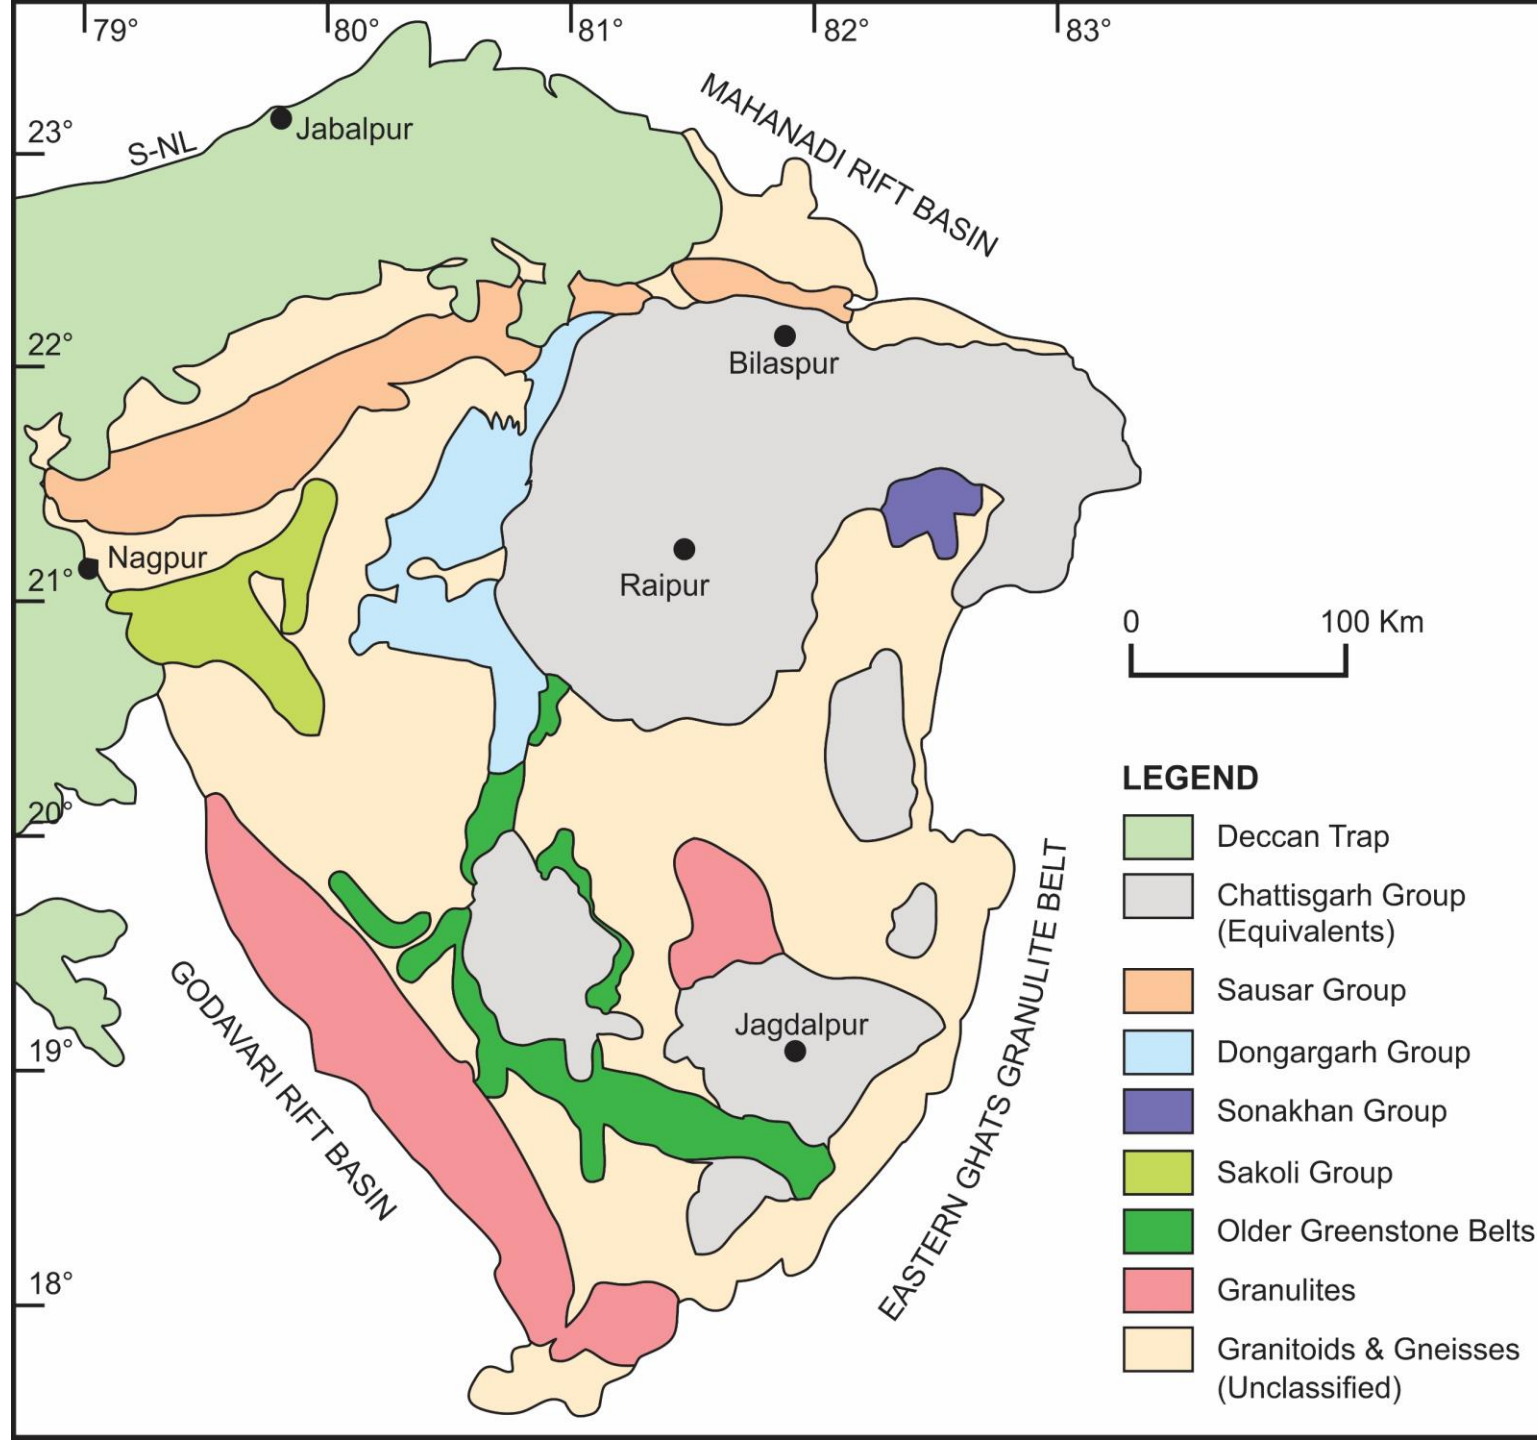 79°
80°
81°
82°
83°
MAHANADI RIFT BASIN
23°
S-NL
Jabalpur
22°
Bilaspur
Nagpur
21°
Raipur
0
100 Km
LEGEND
20°
Deccan Trap
Chattisgarh Group
(Equivalents)
Sausar Group
GODAVARI RIFT BASIN
Jagdalpur
EASTERN GHATS GRANULITE BELT
19°
Dongargarh Group
Sonakhan Group
Sakoli Group
Older Greenstone Belts
18°
Granulites
Granitoids & Gneisses
(Unclassified)